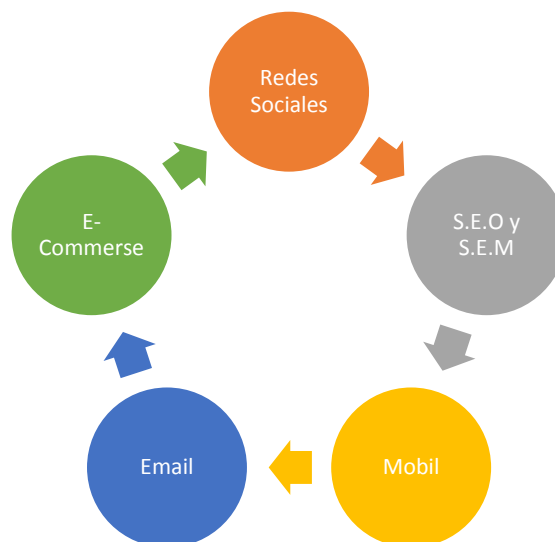 Redes
Sociales
S.E.O y
S.E.M
Mobil
Email
E-
Commerse